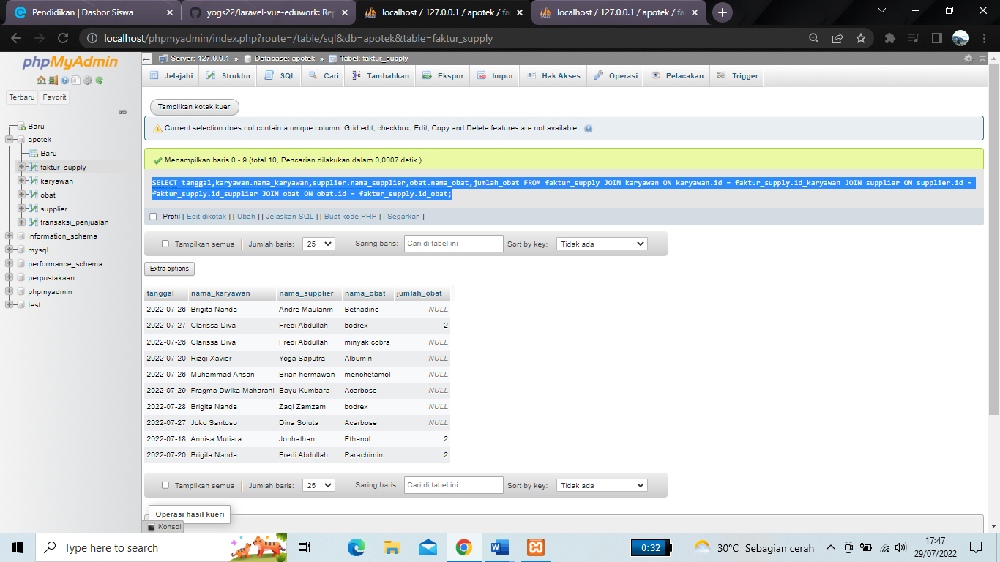 Pendidikan | Dasbor Siswa
yogs22/laravel-vue-eduwork: Rep
localhost / 127.0.0.1 / apotek / fa
localhost / 127.0.0.1 / apotek / fa
localhost/phpmyadmin/index.php?route=/table/sql&db=apotek&table=faktur_supply
phpMyAdmin
Terbaru Favorit
Baru
apotek
Baru
faktur_supply
karyawan
obat
supplier
transaksi_penjualan
information_schema
mysql
performance_schema
perpustakaan
phpmyadmin
test
Server: 127.0.0.1 » Database: apotek » Tabel: faktur_supply
Jelajahi Struktur SQL Cari Tambahkan Ekspor Impor Hak Akses Operasi Pelacakan Trigger
Tampilkan kotak kueri
Current selection does not contain a unique column. Grid edit, checkbox, Edit, Copy and Delete features are not available.
Menampilkan baris 0 - 9 (total 10, Pencarian dilakukan dalam 0,0007 detik.)
SELECT tanggal,karyawan.nama_karyawan,supplier.nama_supplier,obat.nama_obat,jumlah_obat FROM faktur_supply JOIN karyawan ON karyawan.id = faktur_supply.id_karyawan JOIN supplier ON supplier.id =
faktur_supply.id_supplier JOIN obat ON obat.id = faktur_supply.id_obat;
Profil [ Edit dikotak ] [ Ubah ] [ Jelaskan SQL ] [ Buat kode PHP ] [ Segarkan ]
Tampilkan semua | Jumlah baris: 25 Saring baris: Cari di tabel ini Sort by key: Tidak ada
Extra options
tanggal nama_karyawan nama_supplier nama_obat jumlah_obat
2022-07-26 Brigita Nanda Andre Maulanm Bethadine NULL
2022-07-27 Clarissa Diva Fredi Abdullah bodrex 2
2022-07-26 Clarissa Diva Fredi Abdullah minyak cobra NULL
2022-07-20 Rizqi Xavier Yoga Saputra Albumin NULL
2022-07-26 Muhammad Ahsan Brian hermawan menchetamol NULL
2022-07-29 Fragma Dwika Maharani Bayu Kumbara Acarbose NULL
2022-07-28 Brigita Nanda Zaqi Zamzam bodrex NULL
2022-07-27 Joko Santoso Dina Soluta Acarbose NULL
2022-07-18 Annisa Mutiara Jonhathan Ethanol 2
2022-07-20 Brigita Nanda Fredi Abdullah Parachimin 2
Tampilkan semua | Jumlah baris: 25 Saring baris: Cari di tabel ini Sort by key: Tidak ada
Operasi hasil kueri
Konsol
Type here to search
0:32
30°C Sebagian cerah
17:47
29/07/2022